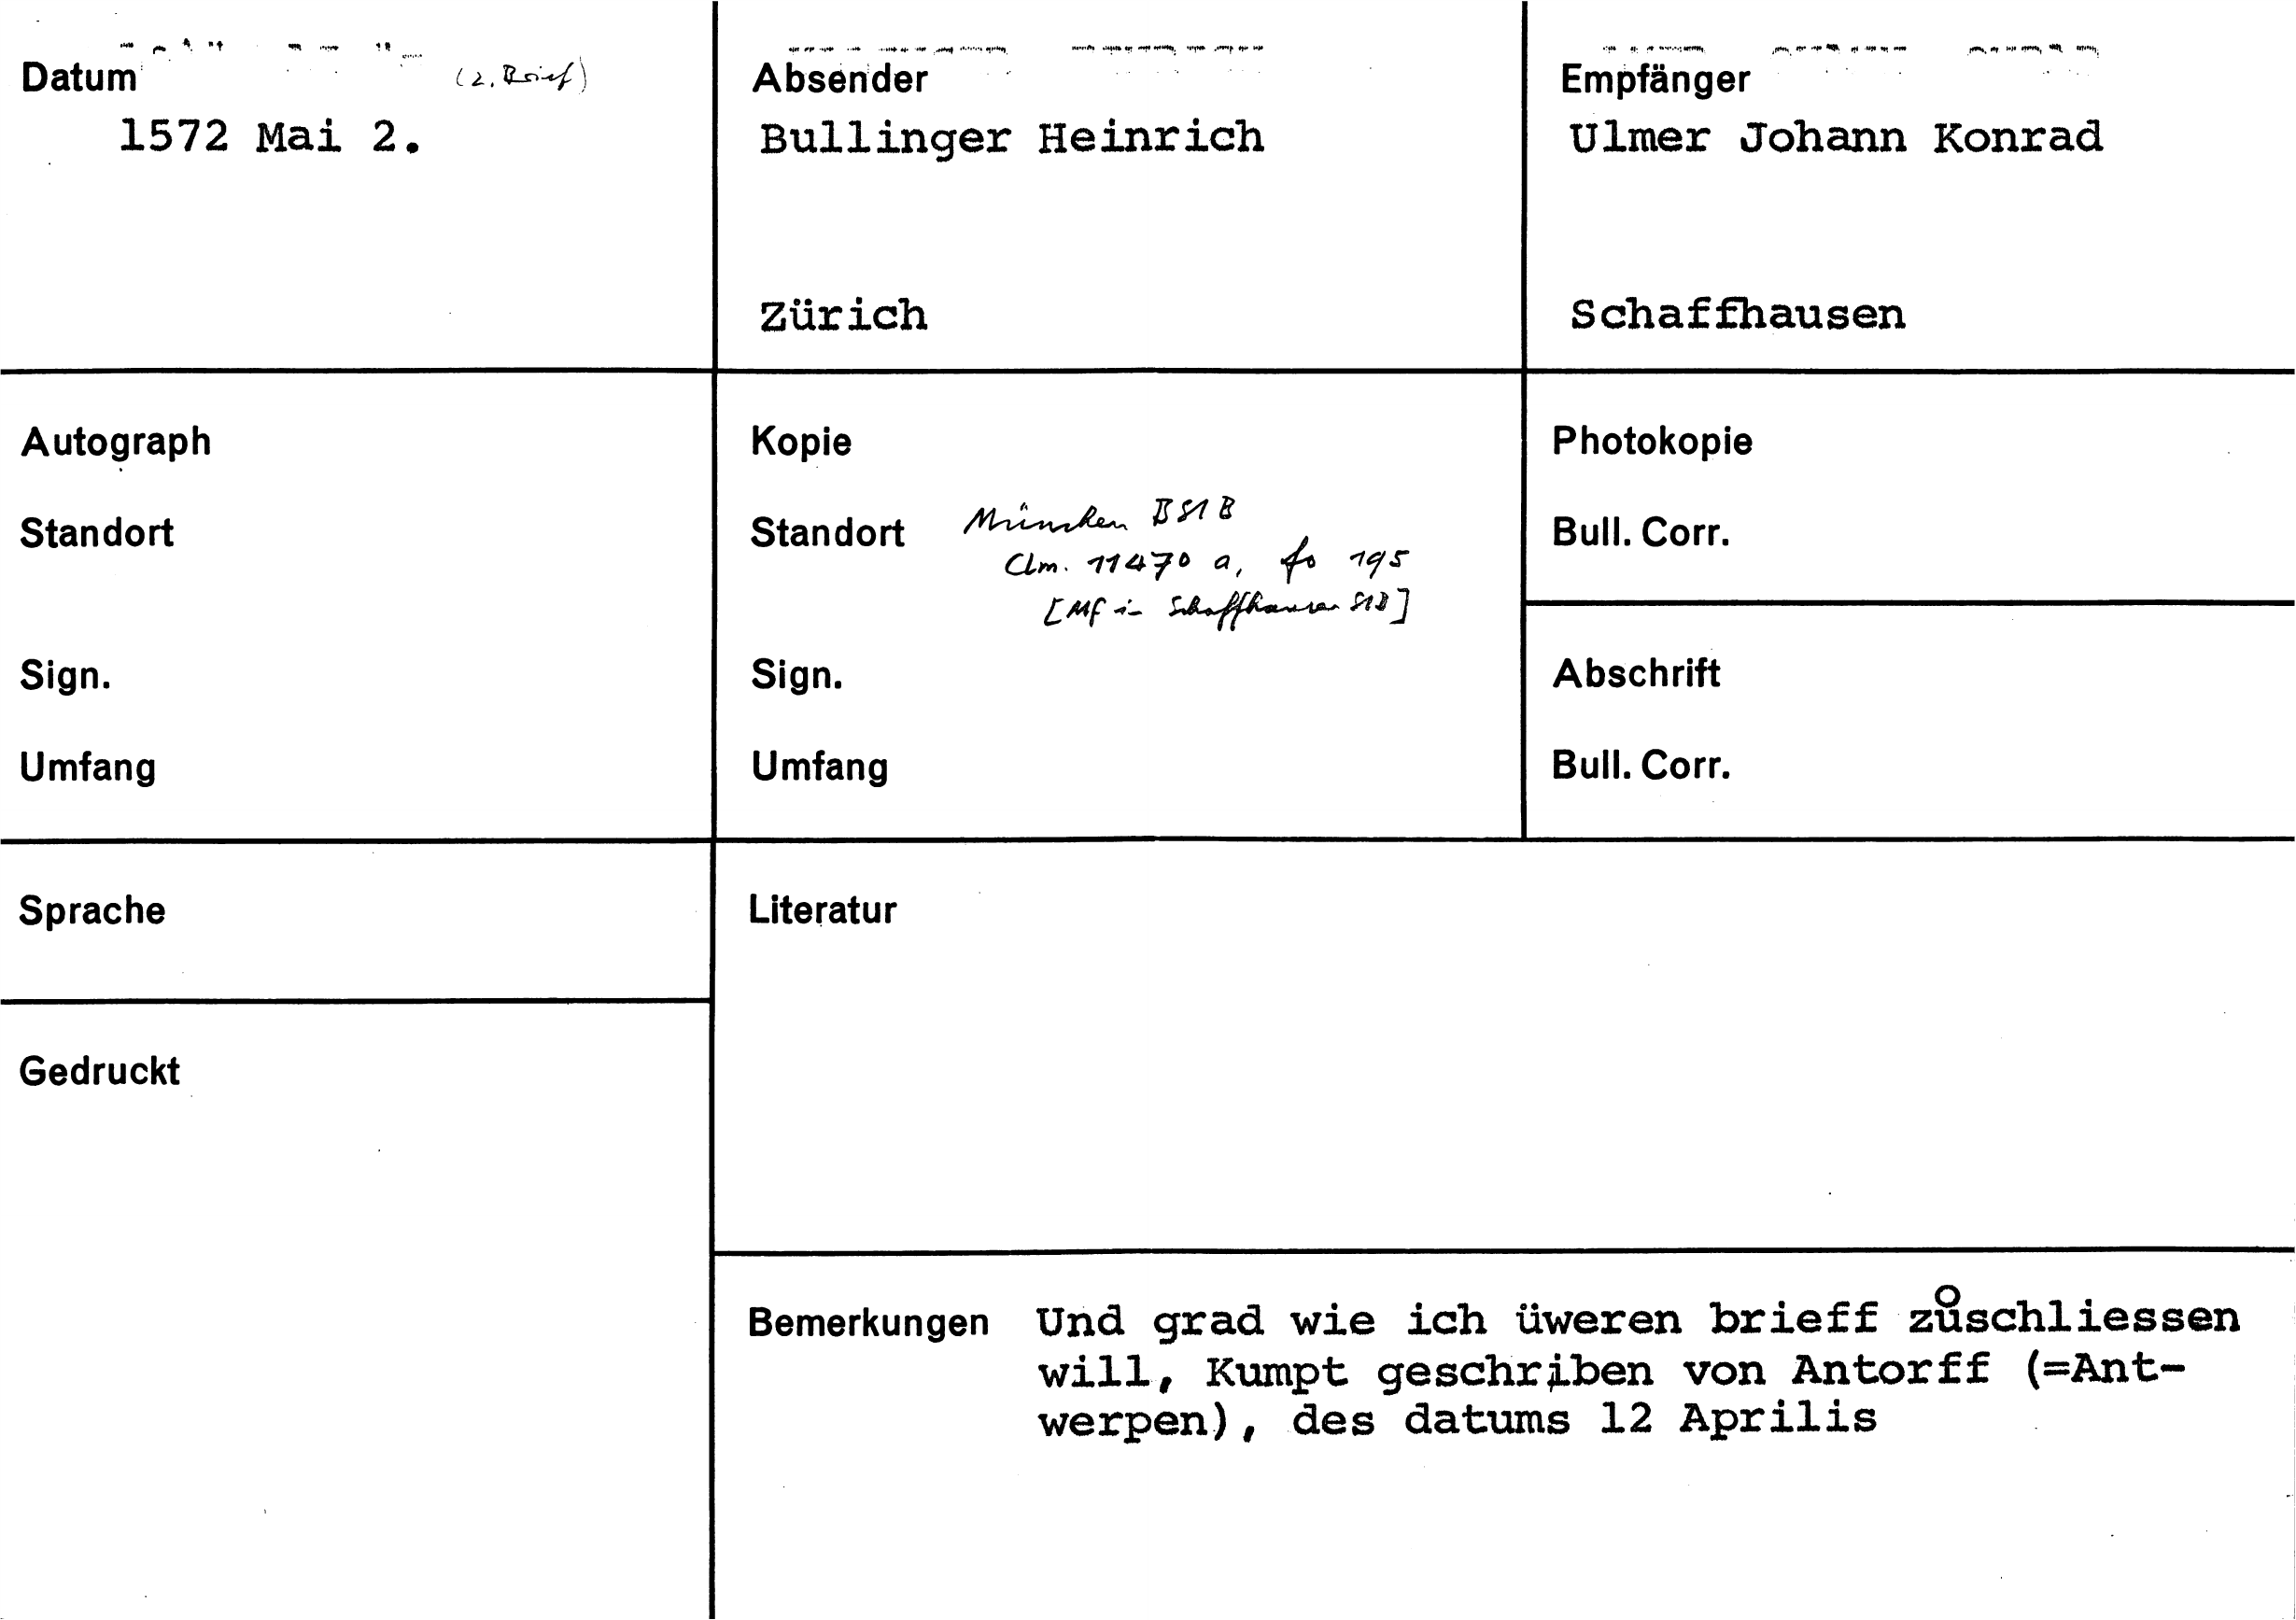 Datum (2. Brief)
1572 Mai 2.
Absender
Bullinger Heinrich
Zürich
Empfänger
Ulmer Johann Konrad
Schaffhausen
Autograph
Standort
Sign.
Umfang
Kopie
Standort München BStB
Clm. 11470 a, fo 195
[Mf in Schaffhausen StB]
Sign.
Umfang
Photokopie
Bull. Corr.
Abschrift
Bull. Corr.
Sprache
Gedruckt
Literatur
Bemerkungen Und grad wie ich üweren brieff zůschliessen
will, Kumpt geschriben von Antorff (=Ant-
werpen), des datums 12 Aprilis